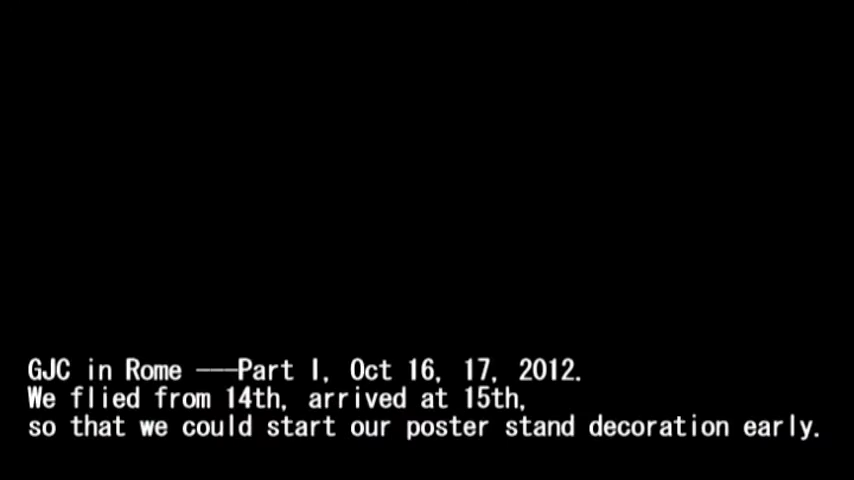 GJC in Rome ――Part I, Oct 16, 17, 2012.
We flied from 14th, arrived at 15th,
so that we could start our poster stand decoration early.